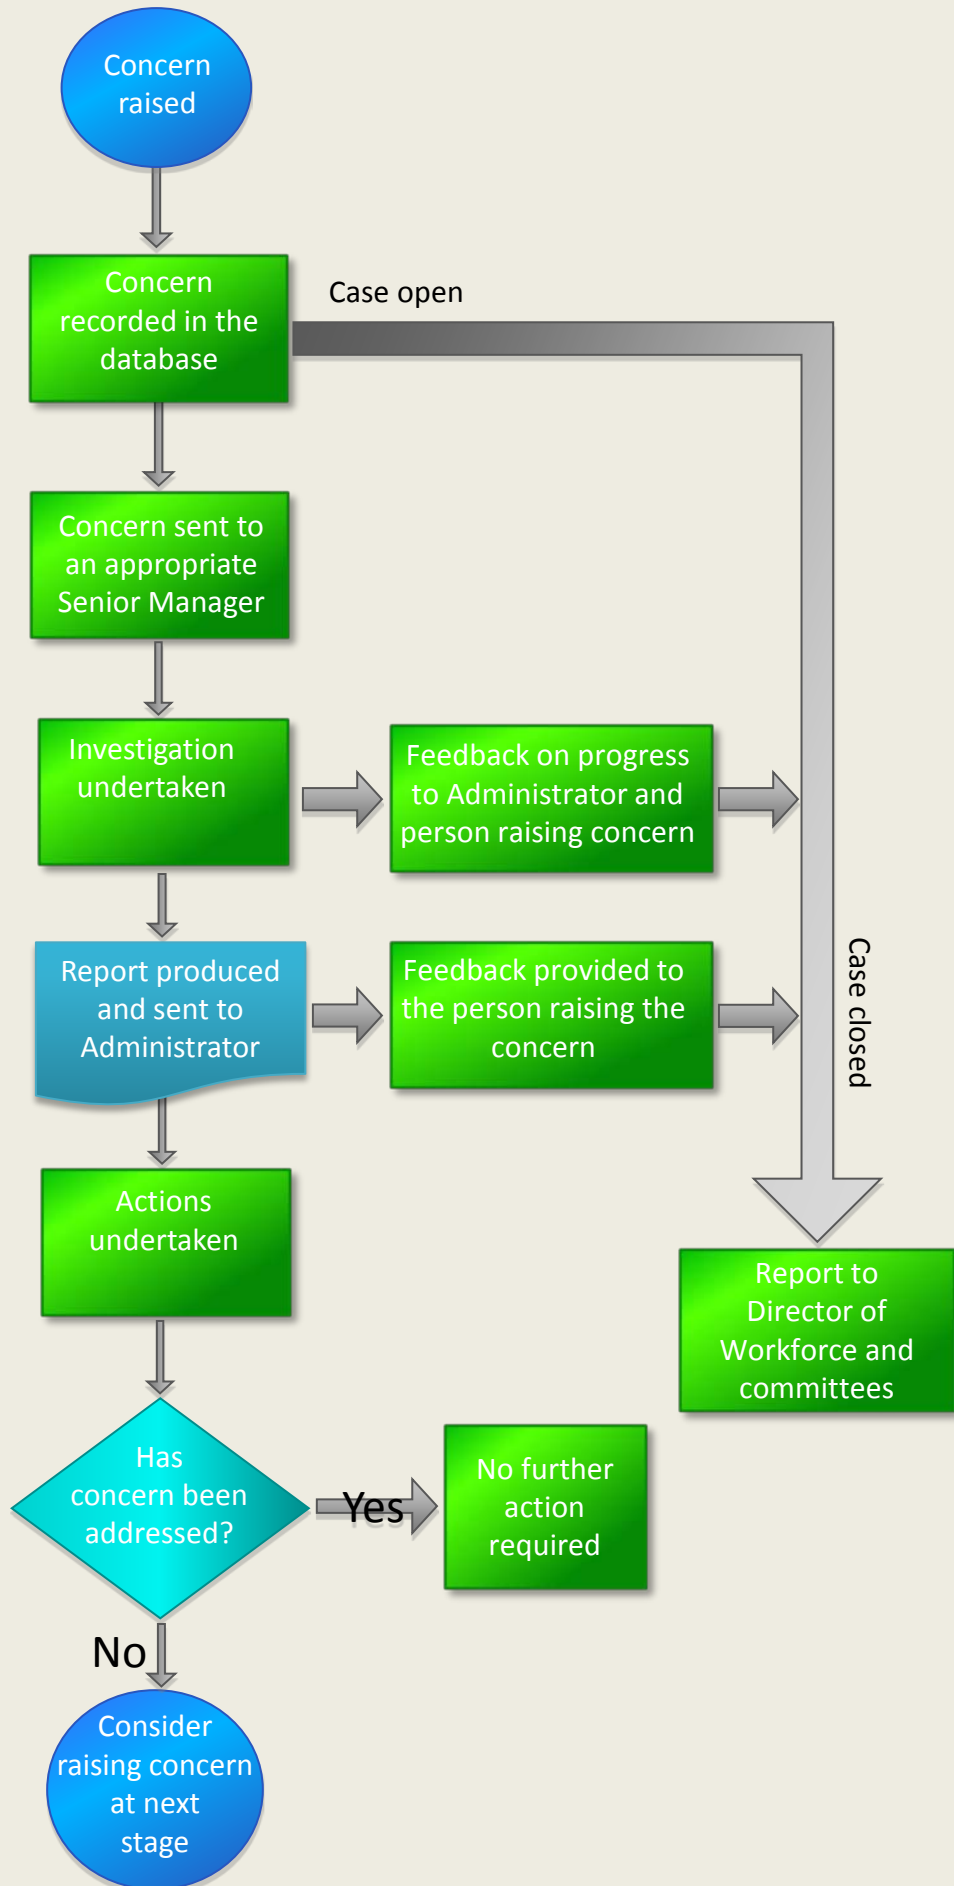 Concern
raised
Concern
recorded in the
database
Case open
Concern sent to
an appropriate
Senior Manager
Investigation
undertaken
Feedback on progress
to Administrator and
person raising concern
Report produced
and sent to
Administrator
Feedback provided to
the person raising the
concern
Case closed
Actions
undertaken
Report to
Director of
Workforce and
committees
Has
concern been
addressed?
Yes
No further
action
required
No
Consider
raising concern
at next
stage